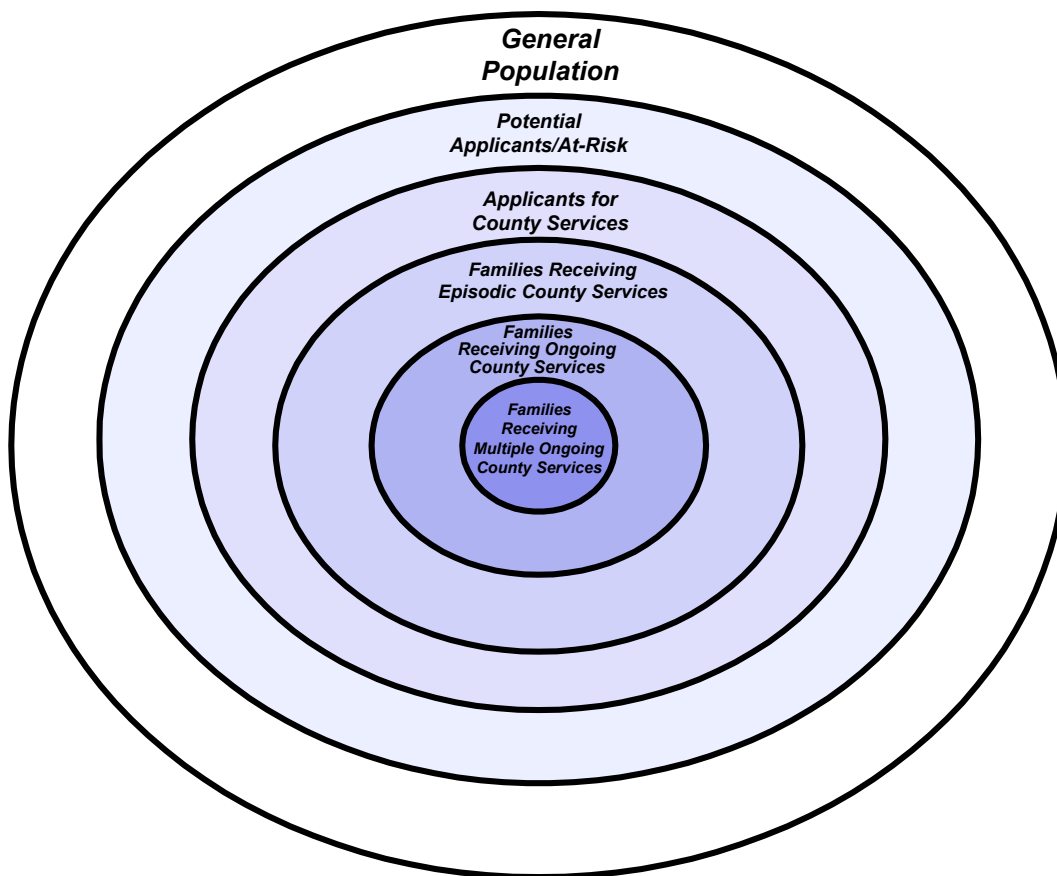 General
Population
Potential
Applicants/At-Risk
Applicants for
County Services
Families Receiving
Episodic County Services
Families
Receiving Ongoing
County Services
Families
Receiving
Multiple Ongoing
County Services